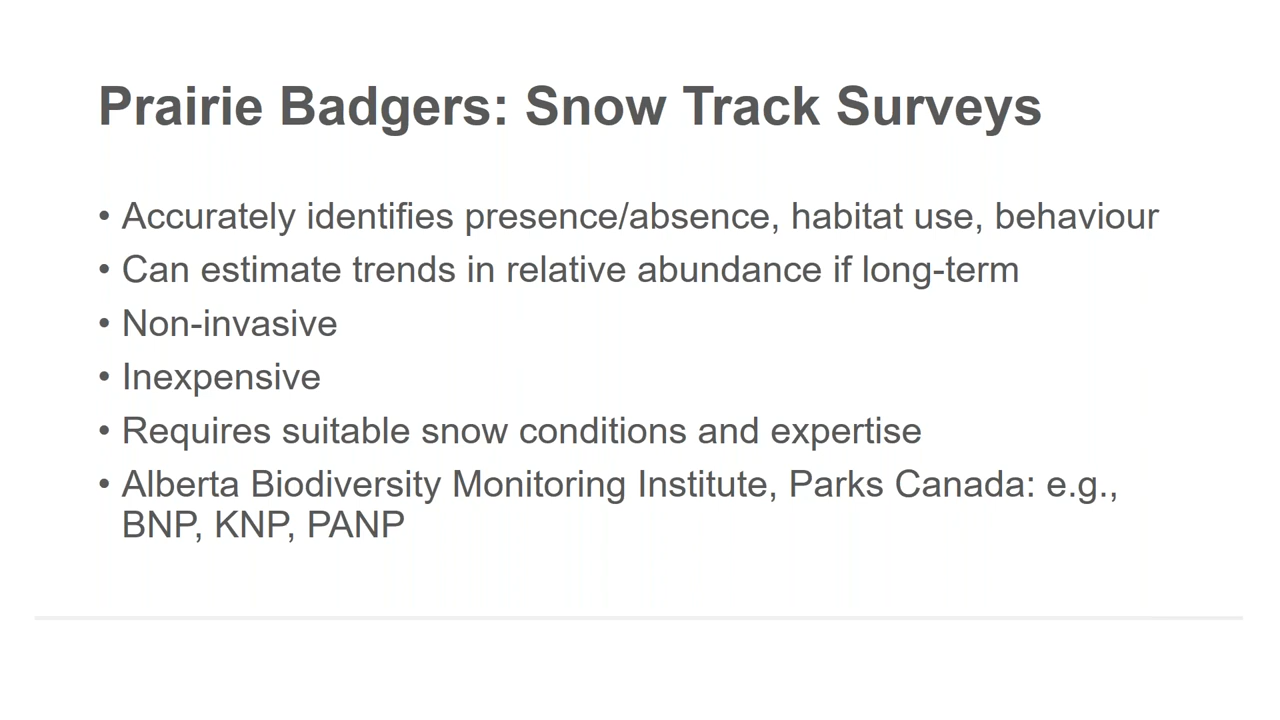 Prairie Badgers: Snow Track Surveys
• Accurately identifies presence/absence, habitat use, behaviour
• Can estimate trends in relative abundance if long-term
• Non-invasive
• Inexpensive
• Requires suitable snow conditions and expertise
• Alberta Biodiversity Monitoring Institute, Parks Canada: e.g.,
BNP, KNP, PANP